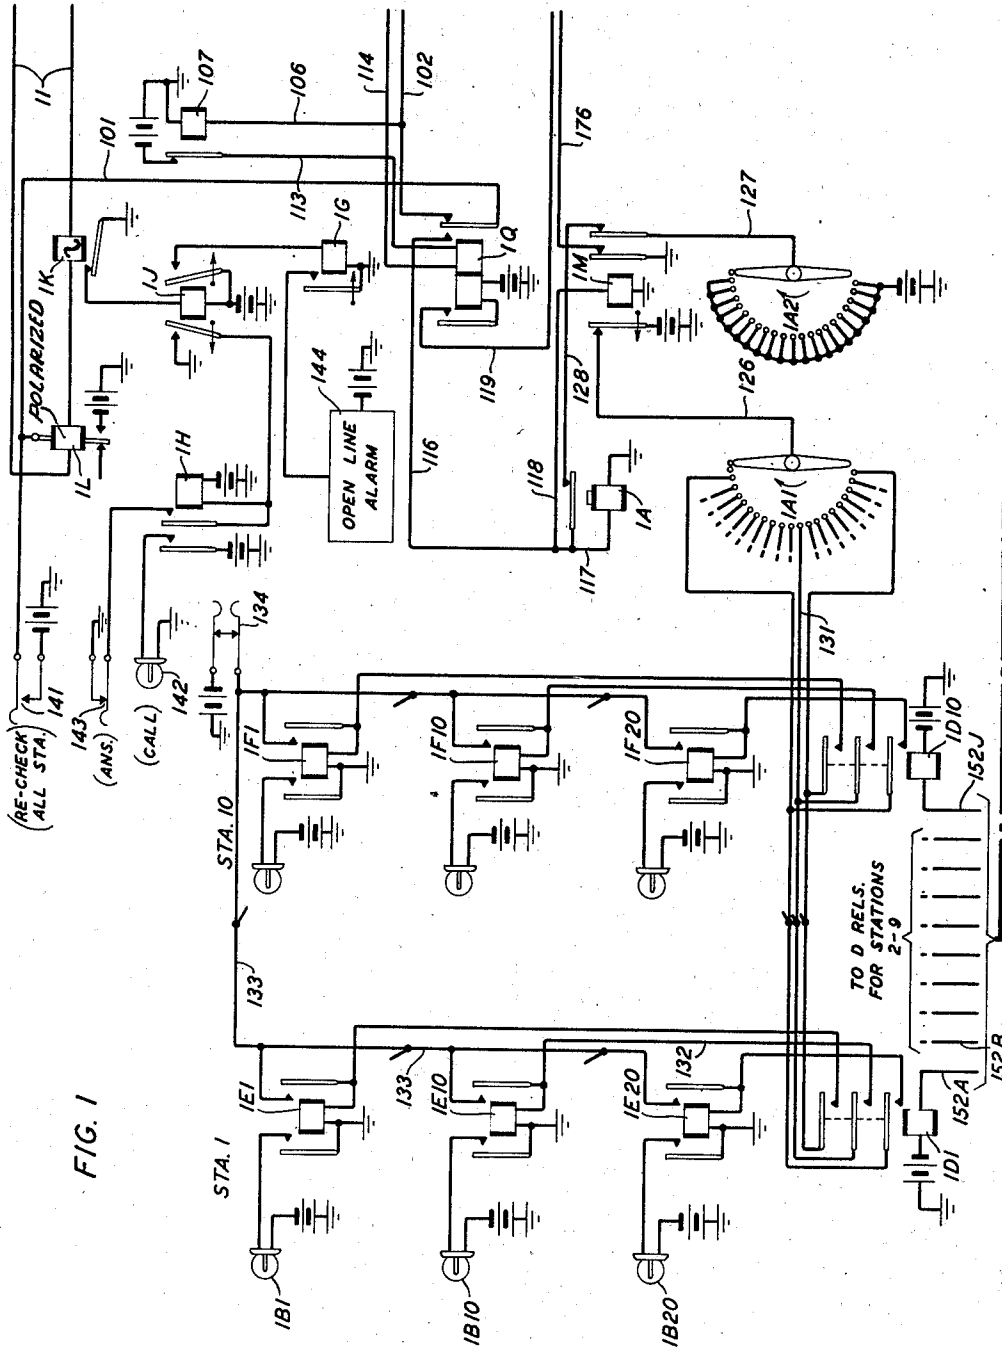 FIG. 1
11
101
POLARIZED
1K
1L
107
106
113
114
102
1J
1G
1Q
1H
144
OPEN LINE
ALARM
119
116
(RE-CHECK)
(ALL STA.)
141
143
(ANS.)
(CALL)
142
134
176
1M
127
128
118
1A
117
126
1A2
1A1
131
STA. 10
133
1F1
1F10
1F20
STA. 1
1E1
133
1E10
132
1E20
1B1
1B10
1B20
1D10
152J
TO D RELS.
FOR STATIONS
2-9
152B
152A
1D1